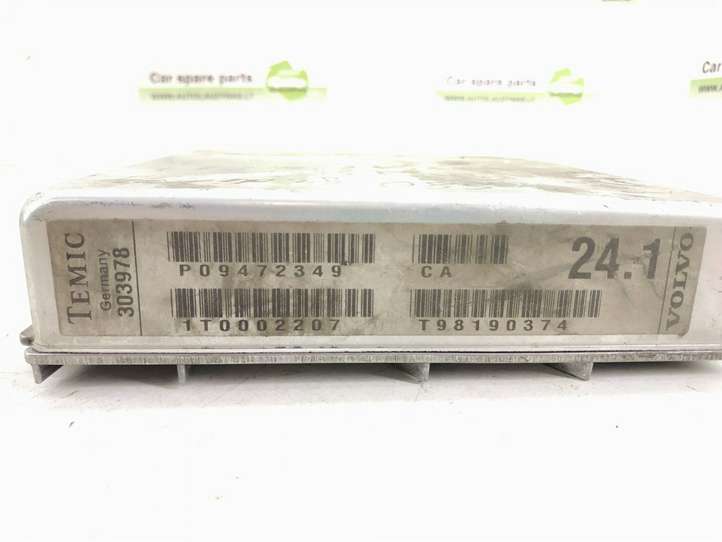 Car spare parts
Car spare parts
Car
TEMIC
Germany
303978
P09472349
CA
24.1
1T0002207
T98190374
VOLVO